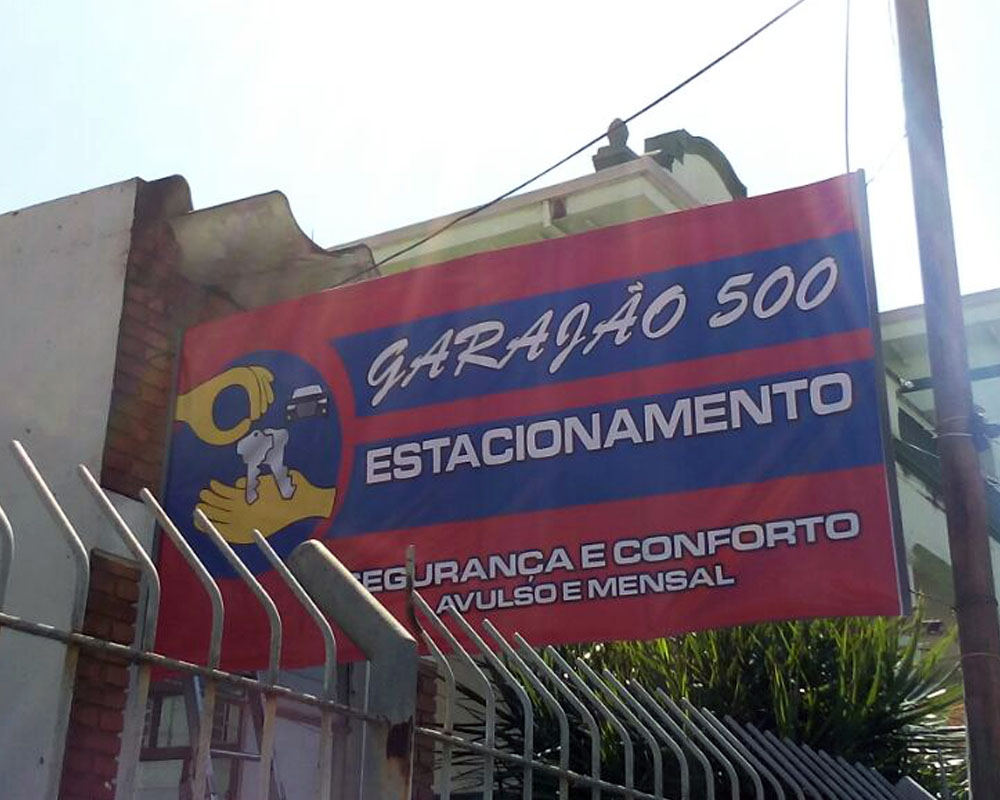 GARAJÃO 500
ESTACIONAMENTO
SEGURANÇA E CONFORTO
AVULSO E MENSAL